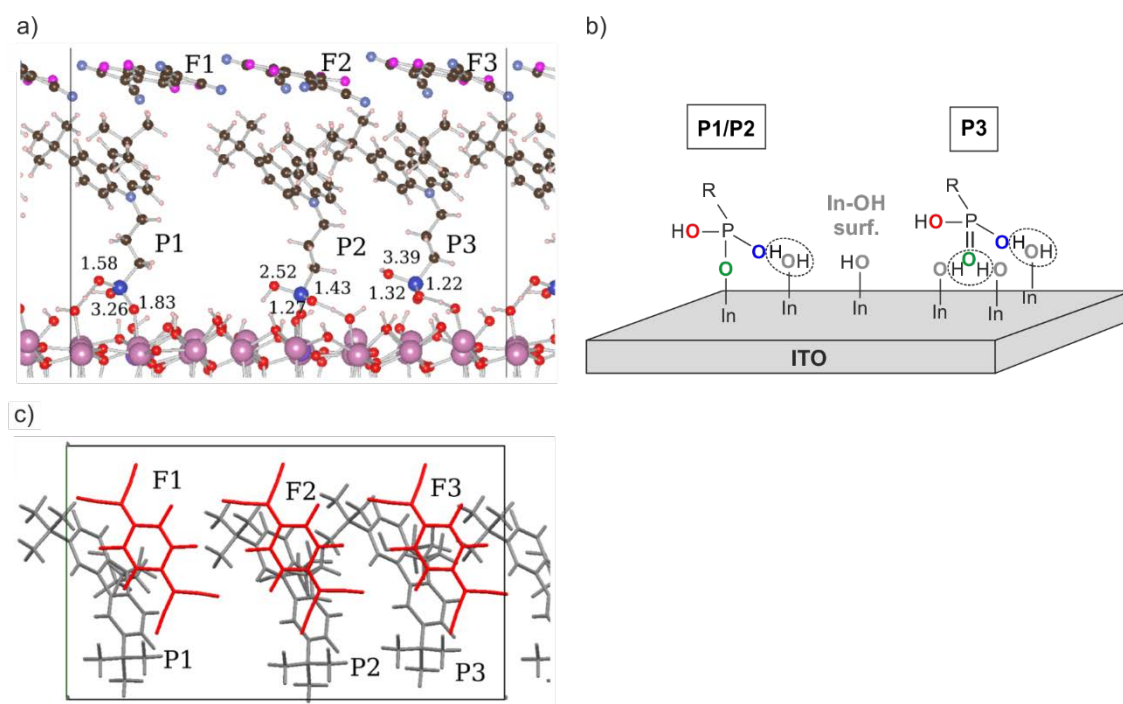 a)
F1
F2
F3
P1
P2
P3
1.58
3.26
1.83
2.52
1.27
1.43
3.39
1.32
1.22
b)
P1/P2
P3
R
HO
P
O
OH
OH
In-OH
surf.
HO
R
HO
P
O
OH
OH
OH
HO
In
In
In
In
In
In
ITO
c)
F1
F2
F3
P1
P2
P3